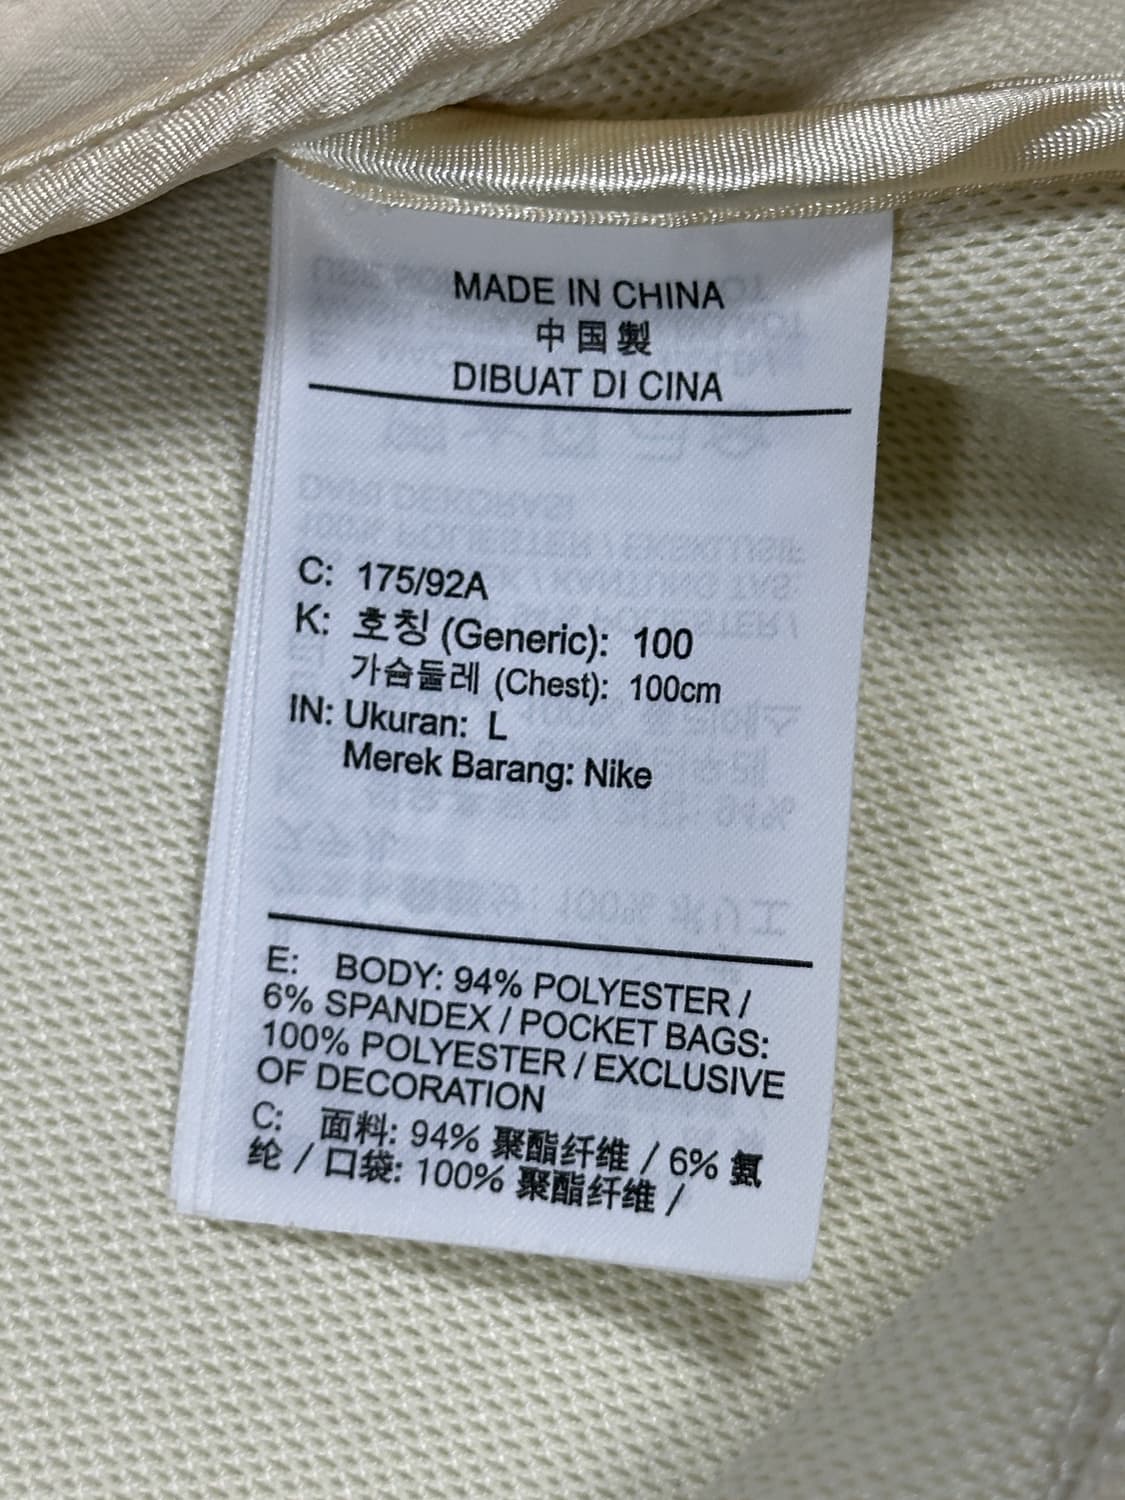 MADE IN CHINA
中国製
DIBUAT DI CINA
C: 175/92A
K: 호칭 (Generic): 100
가슴둘레 (Chest): 100cm
IN: Ukuran: L
Merek Barang: Nike
E: BODY: 94% POLYESTER /
6% SPANDEX / POCKET BAGS:
100% POLYESTER / EXCLUSIVE
OF DECORATION
C: 面料: 94% 聚酯纤维 / 6% 氨
纶 / 口袋: 100% 聚酯纤维 /